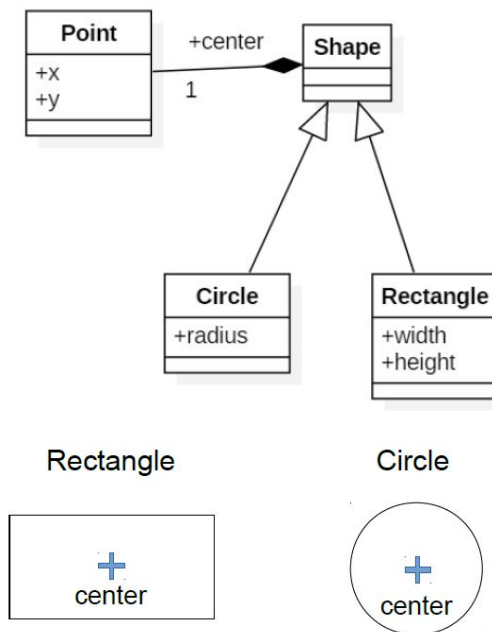 Point
+x
+y
+center
1
Shape
Circle
+radius
Rectangle
+width
+height
Rectangle
Circle
center
center